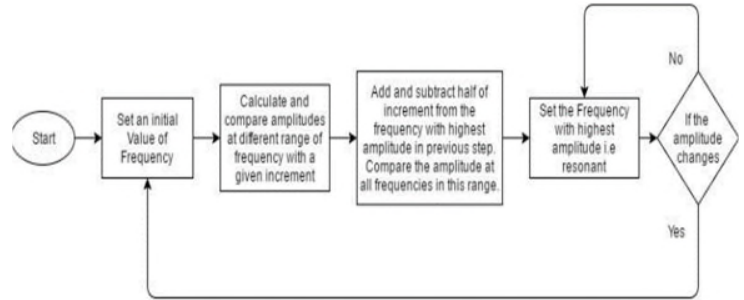 Start
Set an initial
Value of
Frequency
Calculate and
compare amplitudes
at different range of
frequency with a
given increment
Add and subtract half of
increment from the
frequency with highest
amplitude in previous step.
Compare the amplitude at
all frequencies in this range.
Set the Frequency
with highest
amplitude i.e
resonant
If the
amplitude
changes
No
Yes